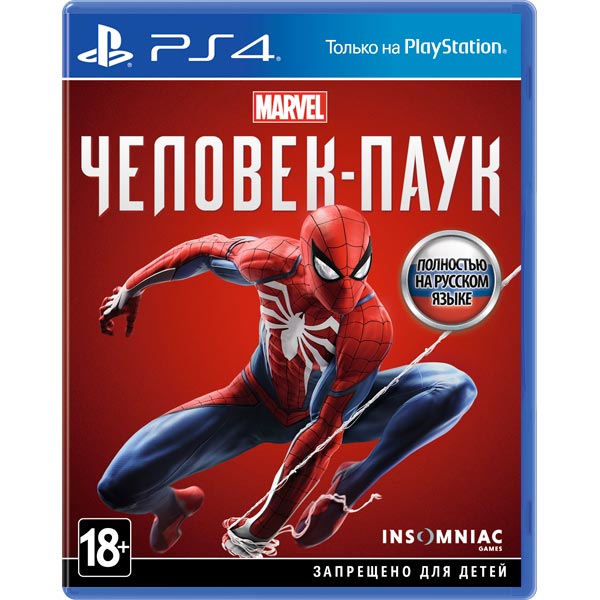 PS4
Только на PlayStation®
MARVEL
ЧЕЛОВЕК-ПАУК
ПОЛНОСТЬЮ
НА РУССКОМ
ЯЗЫКЕ
INSOMNIAC
GAMES
18+
ЗАПРЕЩЕНО ДЛЯ ДЕТЕЙ